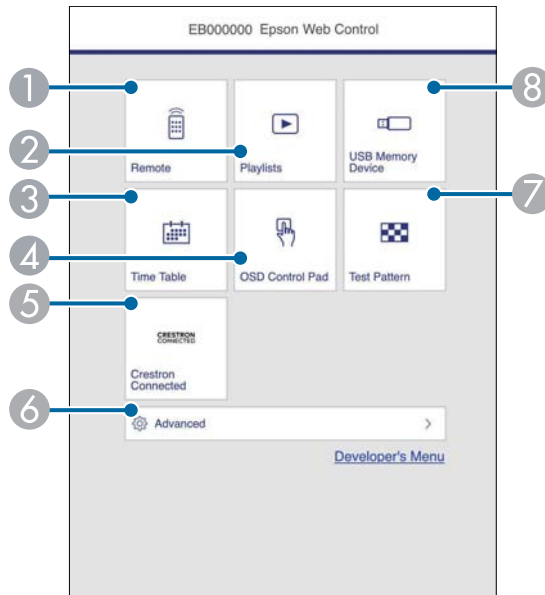 EB000000 Epson Web Control
1
8
2
Remote
Playlists
USB Memory
Device
3
7
4
Time Table
OSD Control Pad
Test Pattern
5
CRESTRON
CONNECTED
Crestron
Connected
6
Advanced
Developer's Menu